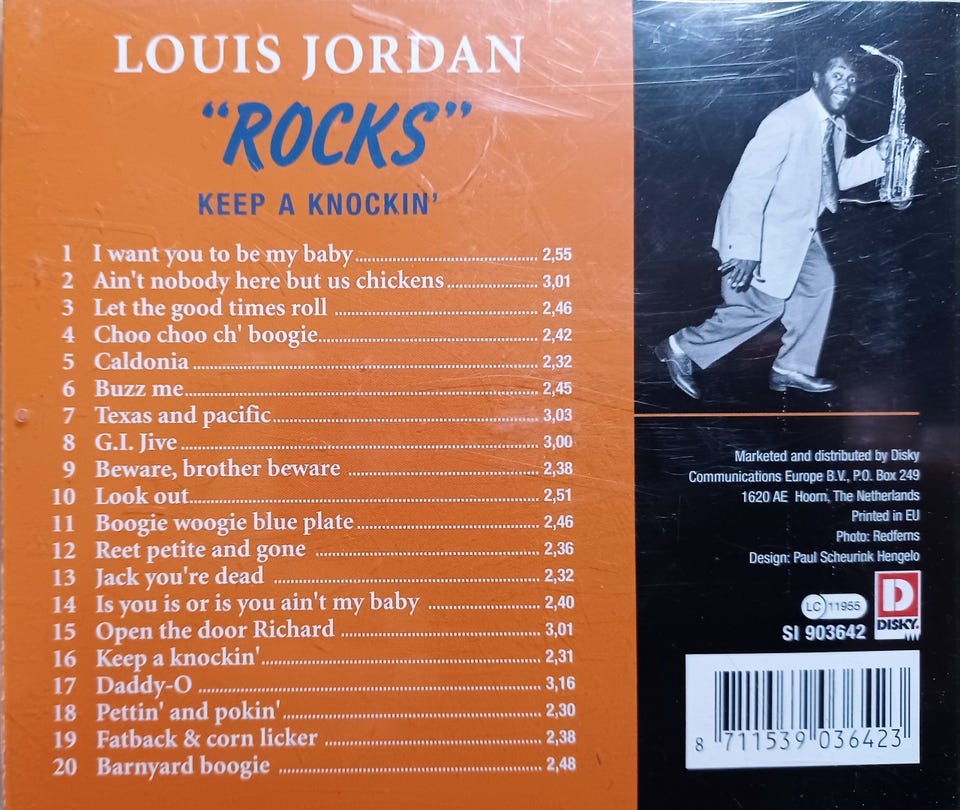 LOUIS JORDAN
"ROCKS"
KEEP A KNOCKIN'
1 I want you to be my baby 2,55
2 Ain't nobody here but us chickens 3,01
3 Let the good times roll 2,46
4 Choo choo ch' boogie 2,42
5 Caldonia 2,32
6 Buzz me 2,45
7 Texas and pacific 3,03
8 G.I. Jive 3,00
9 Beware, brother beware 2,38
10 Look out 2,51
11 Boogie woogie blue plate 2,46
12 Reet petite and gone 2,36
13 Jack you're dead 2,32
14 Is you is or is you ain't my baby 2,40
15 Open the door Richard 3,01
16 Keep a knockin' 2,31
17 Daddy-O 3,16
18 Pettin' and pokin' 2,30
19 Fatback & corn licker 2,38
20 Barnyard boogie 2,48
Marketed and distributed by Disky
Communications Europe B.V., P.O. Box 249
1620 AE Hoorn, The Netherlands
Printed in EU
Photo: Redferns
Design: Paul Scheurink Hengelo
LC 11955
D
DISKY.
SI 903642
8 711539 036423